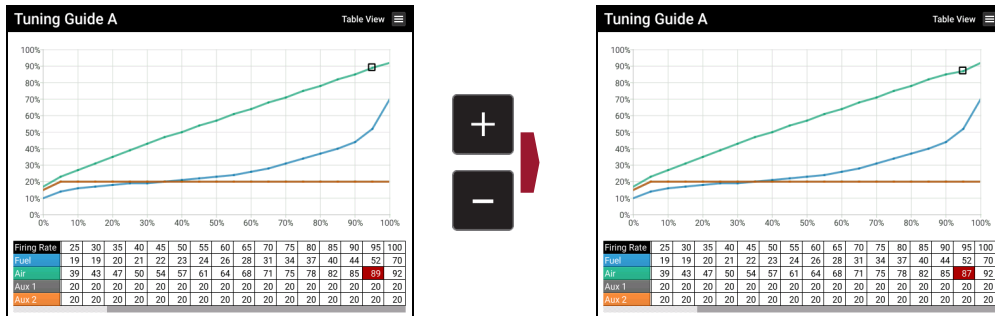 Tuning Guide A
Table View
100%
90%
80%
70%
60%
50%
40%
30%
20%
10%
0%
0% 10% 20% 30% 40% 50% 60% 70% 80% 90% 100%
Firing Rate 25 30 35 40 45 50 55 60 65 70 75 80 85 90 95 100
Fuel 19 19 20 21 22 23 24 26 28 31 34 37 40 44 52 70
Air 39 43 47 50 54 57 61 64 68 71 75 78 82 85 89 92
Aux 1 20 20 20 20 20 20 20 20 20 20 20 20 20 20 20 20
Aux 2 20 20 20 20 20 20 20 20 20 20 20 20 20 20 20 20
+
−
Tuning Guide A
Table View
100%
90%
80%
70%
60%
50%
40%
30%
20%
10%
0%
0% 10% 20% 30% 40% 50% 60% 70% 80% 90% 100%
Firing Rate 25 30 35 40 45 50 55 60 65 70 75 80 85 90 95 100
Fuel 19 19 20 21 22 23 24 26 28 31 34 37 40 44 52 70
Air 39 43 47 50 54 57 61 64 68 71 75 78 82 85 87 92
Aux 1 20 20 20 20 20 20 20 20 20 20 20 20 20 20 20 20
Aux 2 20 20 20 20 20 20 20 20 20 20 20 20 20 20 20 20